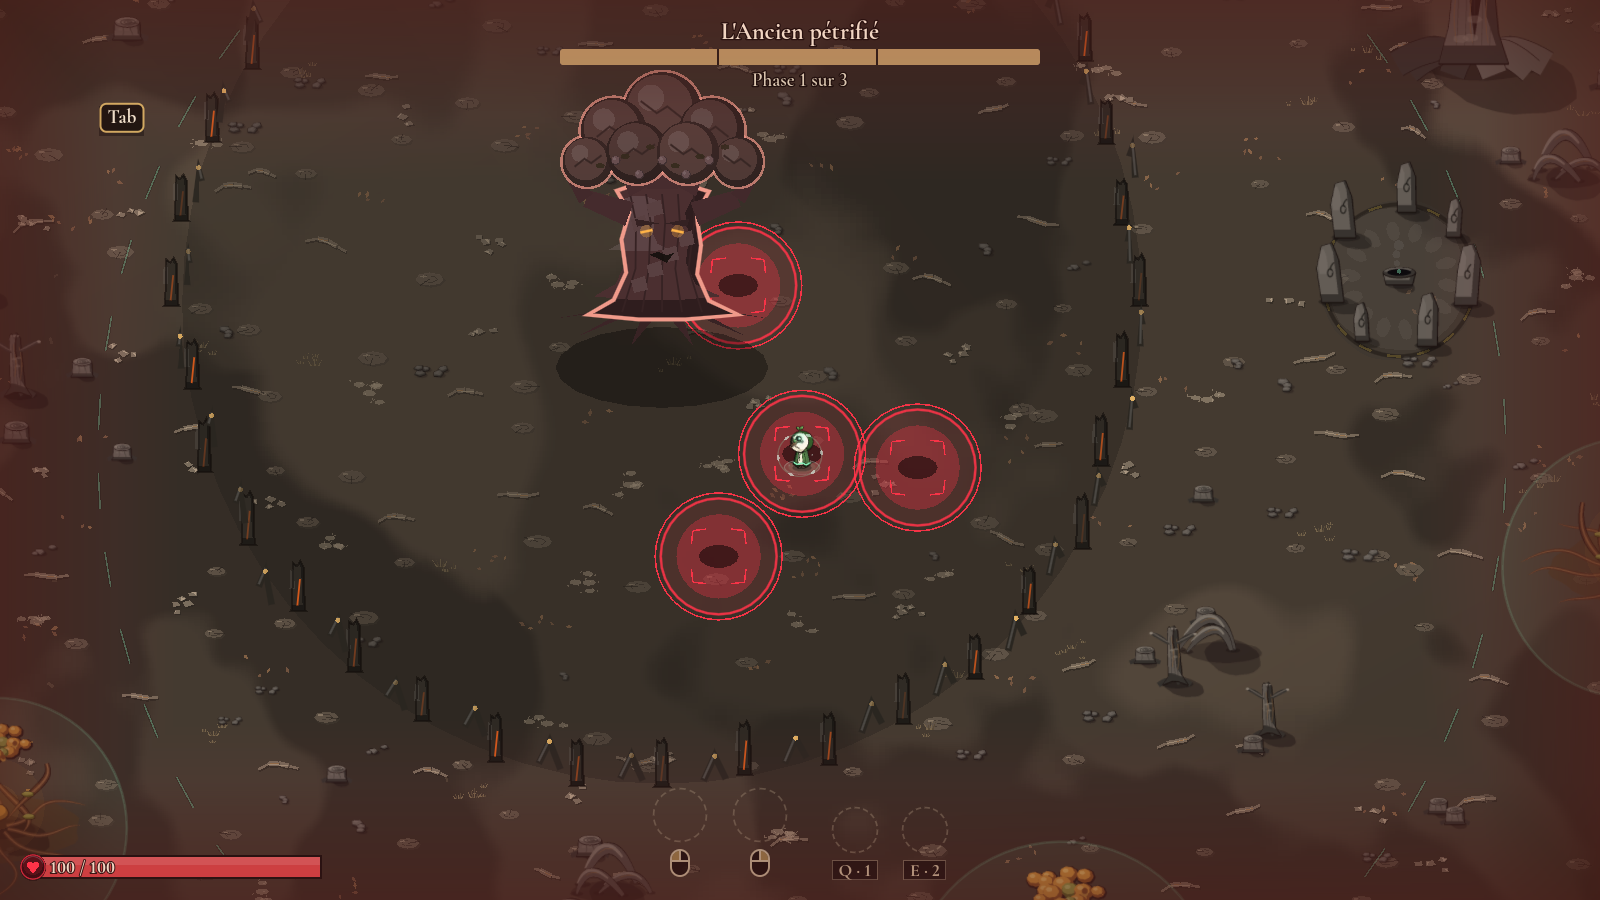 L'Ancien pétrifié
Phase 1 sur 3
Tab
100 / 100
Q · 1
E · 2